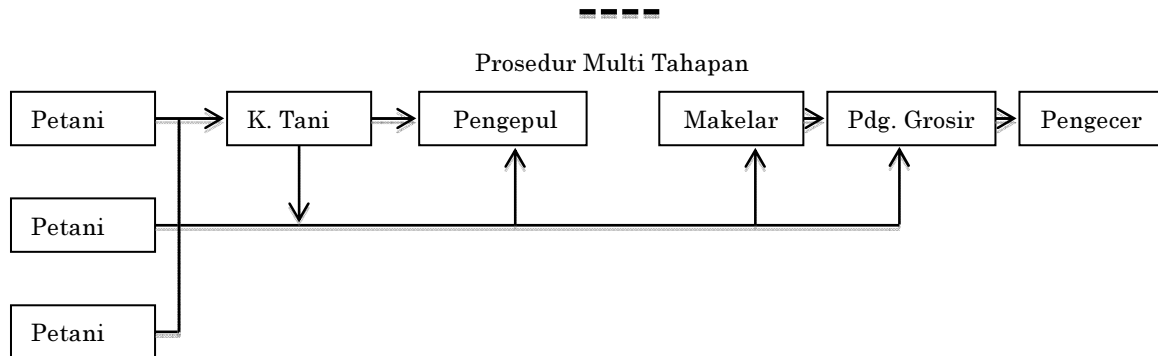 Prosedur Multi Tahapan
Petani
K. Tani
Pengepul
Makelar
Pdg. Grosir
Pengecer
Petani
Petani